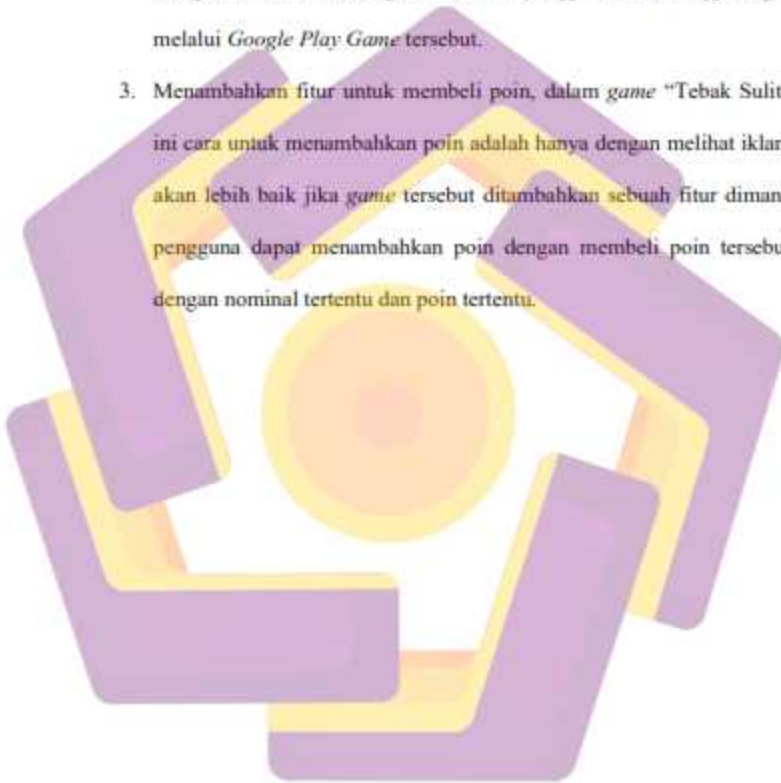 melalui Google Play Game tersebut.
3. Menambahkan fitur untuk membeli poin, dalam game “Tebak Sulit
ini cara untuk menambahkan poin adalah hanya dengan melihat iklan
akan lebih baik jika game tersebut ditambahkan sebuah fitur diman
pengguna dapat menambahkan poin dengan membeli poin tersebu
dengan nominal tertentu dan poin tertentu.